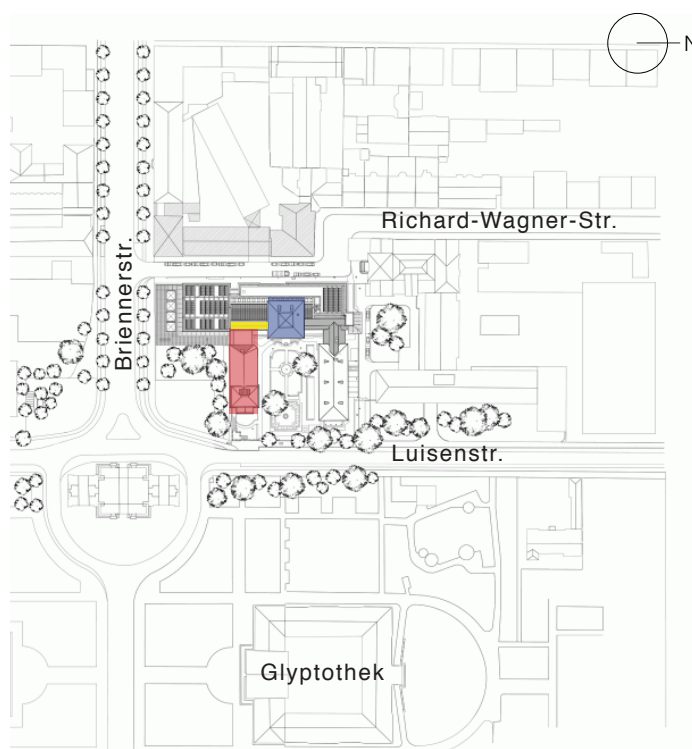 N
Richard-Wagner-Str.
Briennerstr.
Luisenstr.
Glyptothek